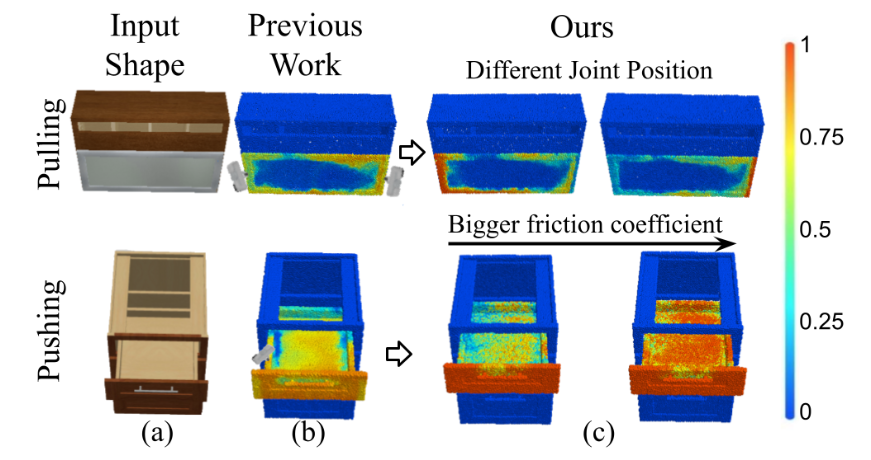 Input
Shape
Previous
Work
Ours
Different Joint Position
Pulling
Bigger friction coefficient
Pushing
1
0.75
0.5
0.25
0
(a)
(b)
(c)